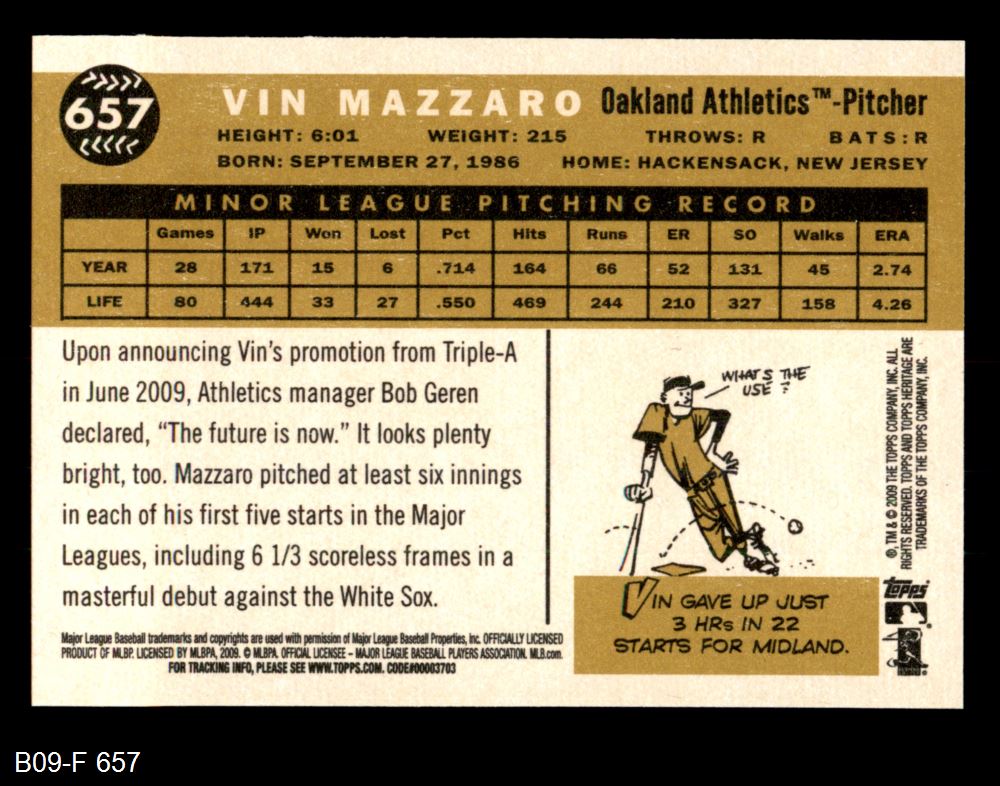 657
VIN MAZZARO Oakland Athletics™-Pitcher
HEIGHT: 6:01 WEIGHT: 215 THROWS: R BATS: R
BORN: SEPTEMBER 27, 1986 HOME: HACKENSACK, NEW JERSEY
MINOR LEAGUE PITCHING RECORD
Games IP Won Lost Pct Hits Runs ER SO Walks ERA
YEAR 28 171 15 6 .714 164 66 52 131 45 2.74
LIFE 80 444 33 27 .550 469 244 210 327 158 4.26
Upon announcing Vin's promotion from Triple-A
in June 2009, Athletics manager Bob Geren
declared, “The future is now.” It looks plenty
bright, too. Mazzaro pitched at least six innings
in each of his first five starts in the Major
Leagues, including 6 1/3 scoreless frames in a
masterful debut against the White Sox.
Major League Baseball trademarks and copyrights are used with permission of Major League Baseball Properties, Inc. OFFICIALLY LICENSED
PRODUCT OF MLBP. LICENSED BY MLBPA, 2009. © MLBPA. OFFICIAL LICENSEE – MAJOR LEAGUE BASEBALL PLAYERS ASSOCIATION. MLB.com.
FOR TRACKING INFO, PLEASE SEE WWW.TOPPS.COM. CODE#00003703
WHAT'S THE
USE?
VIN GAVE UP JUST
3 HRs IN 22
STARTS FOR MIDLAND.
®, TM & © 2009 THE TOPPS COMPANY, INC. ALL
RIGHTS RESERVED. TOPPS AND TOPPS HERITAGE ARE
TRADEMARKS OF THE TOPPS COMPANY, INC.
topps
B09-F 657